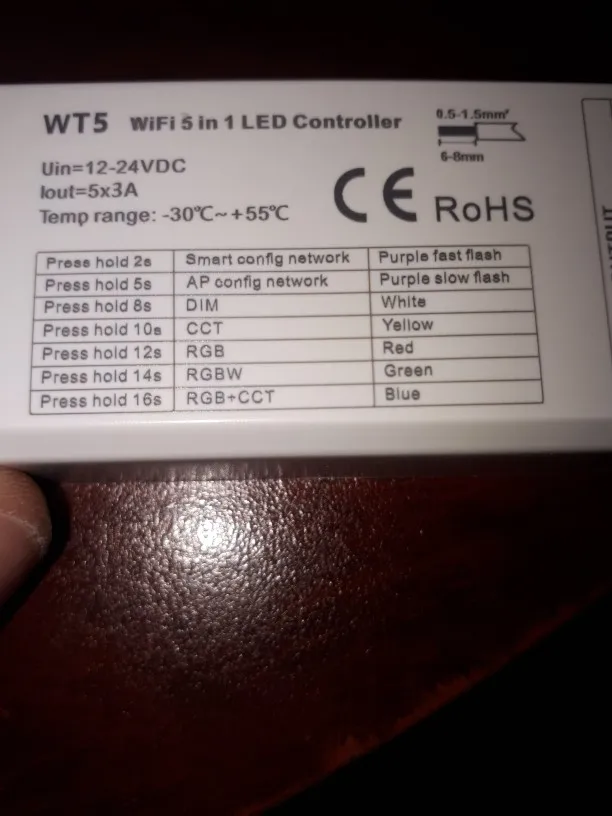 WT5 WiFi 5 in 1 LED Controller
0.5-1.5mm²
6-8mm
Uin=12-24VDC
Iout=5x3A
Temp range: -30℃~+55℃
CE RoHS
Press hold 2s Smart config network Purple fast flash
Press hold 5s AP config network Purple slow flash
Press hold 8s DIM White
Press hold 10s CCT Yellow
Press hold 12s RGB Red
Press hold 14s RGBW Green
Press hold 16s RGB+CCT Blue